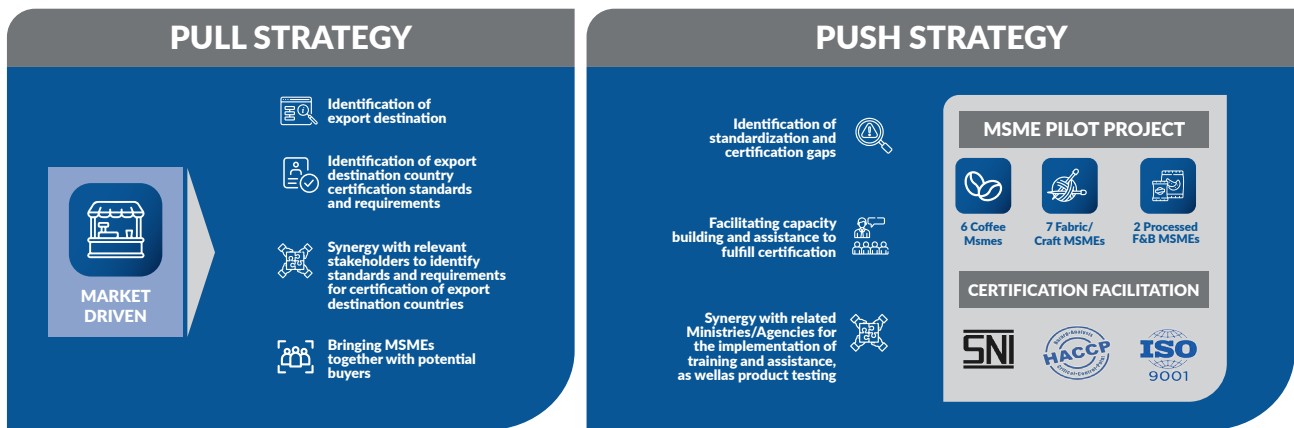 PULL STRATEGY
MARKET
DRIVEN
Identification of
export destination
Identification of export
destination country
certification standards
and requirements
Synergy with relevant
stakeholders to identify
standards and requirements
for certification of export
destination countries
Bringing MSMEs
together with potential
buyers
PUSH STRATEGY
Identification of
standardization and
certification gaps
Facilitating capacity
building and assistance to
fulfill certification
Synergy with related
Ministries/Agencies for
the implementation of
training and assistance,
as wellas product testing
MSME PILOT PROJECT
6 Coffee
Msmes
7 Fabric/
Craft MSMEs
2 Processed
F&B MSMEs
CERTIFICATION FACILITATION
SNI
HACCP
Critical-Control-Point
ISO
9001